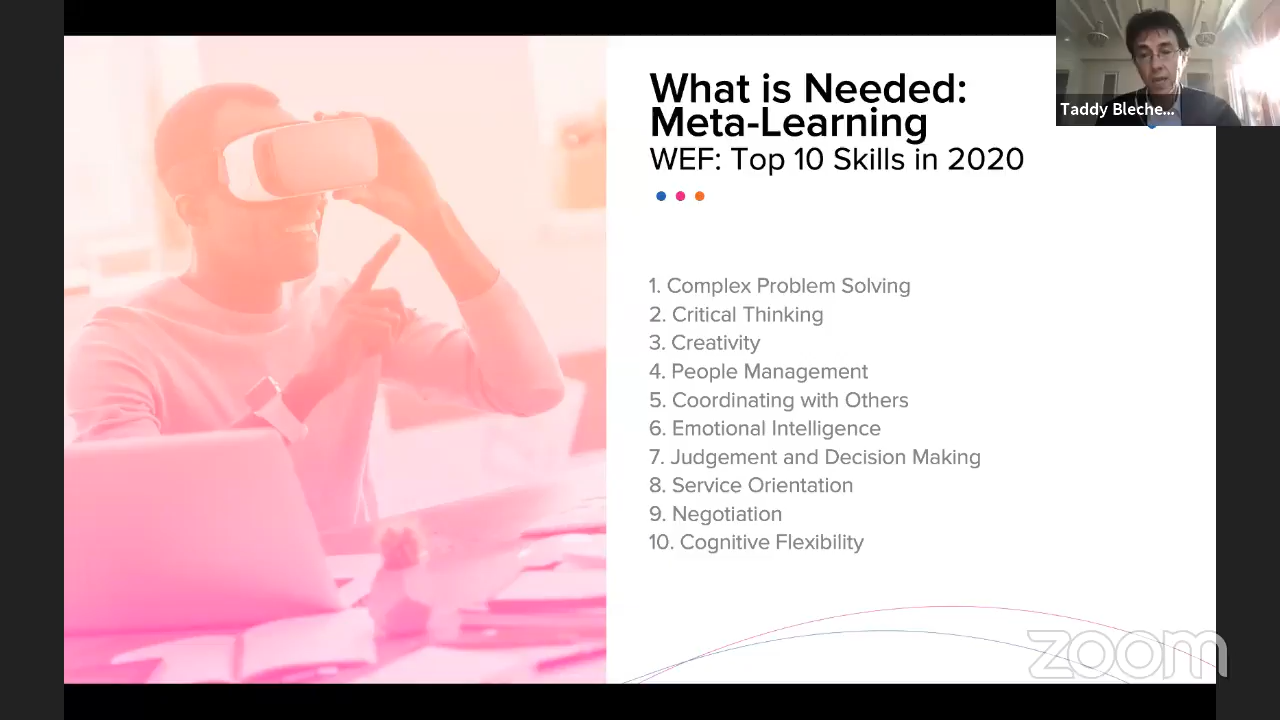 What is Needed:
Meta-Learning
WEF: Top 10 Skills in 2020
1. Complex Problem Solving
2. Critical Thinking
3. Creativity
4. People Management
5. Coordinating with Others
6. Emotional Intelligence
7. Judgement and Decision Making
8. Service Orientation
9. Negotiation
10. Cognitive Flexibility
Taddy Bleche...
zoom